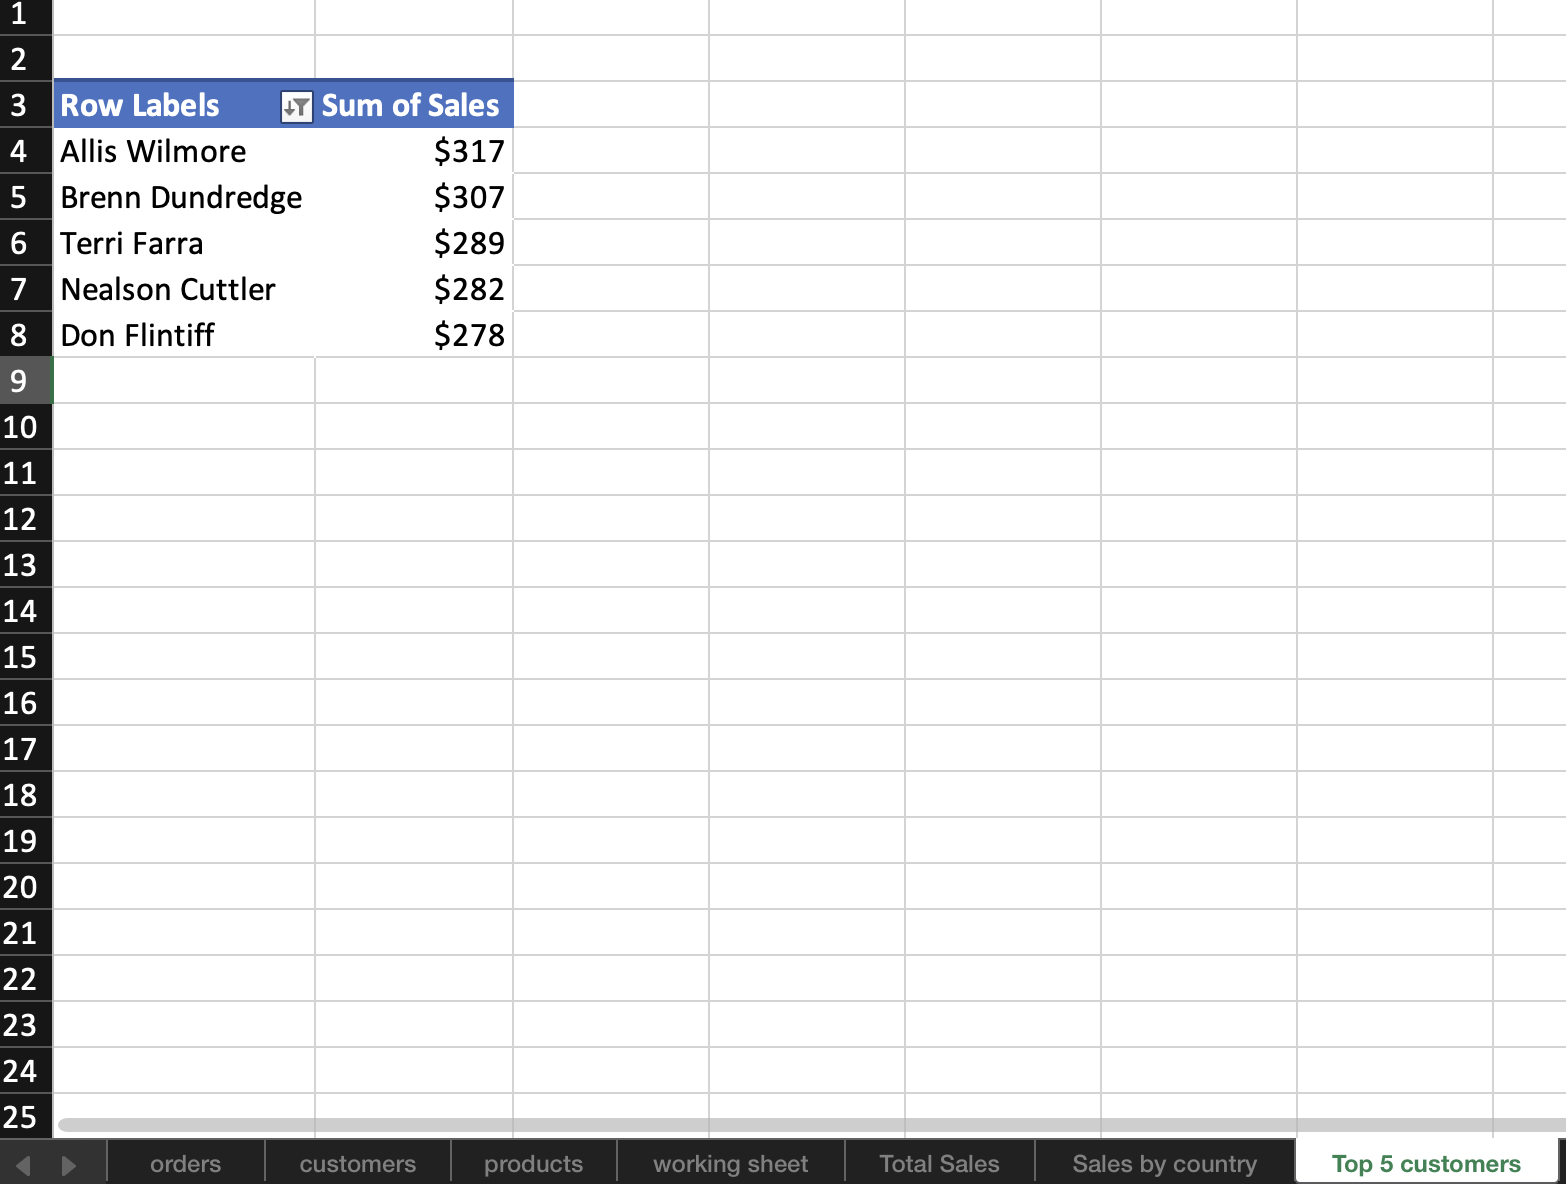 1
2
3 Row Labels Sum of Sales
4 Allis Wilmore $317
5 Brenn Dundredge $307
6 Terri Farra $289
7 Nealson Cuttler $282
8 Don Flintiff $278
9
10
11
12
13
14
15
16
17
18
19
20
21
22
23
24
25
orders customers products working sheet Total Sales Sales by country Top 5 customers